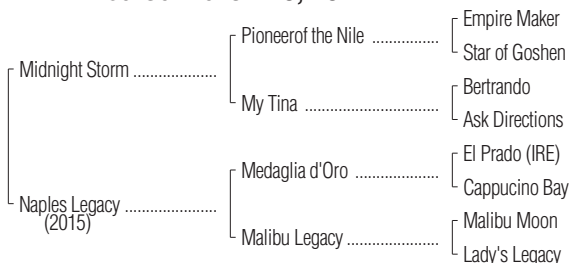 Empire Maker
Pioneerof the Nile ................
Star of Goshen
Midnight Storm ....................
Bertrando
My Tina ................................
Ask Directions
El Prado (IRE)
Medaglia d'Oro ....................
Cappucino Bay
Naples Legacy ......................
(2015)
Malibu Moon
Malibu Legacy ......................
Lady's Legacy